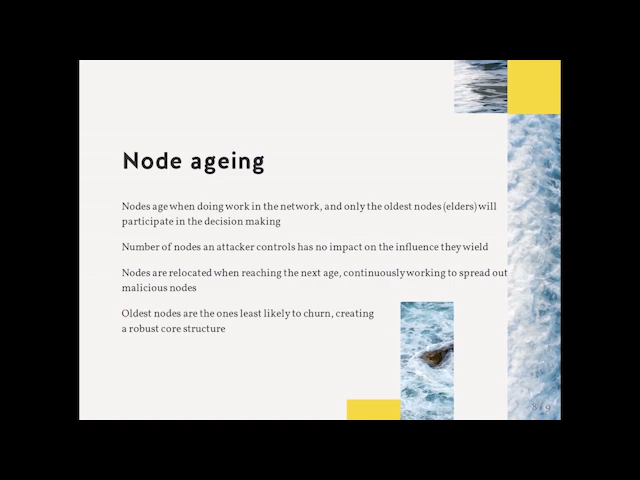 Node ageing
Nodes age when doing work in the network, and only the oldest nodes (elders) will
participate in the decision making
Number of nodes an attacker controls has no impact on the influence they wield
Nodes are relocated when reaching the next age, continuously working to spread out
malicious nodes
Oldest nodes are the ones least likely to churn, creating
a robust core structure
8 / 9